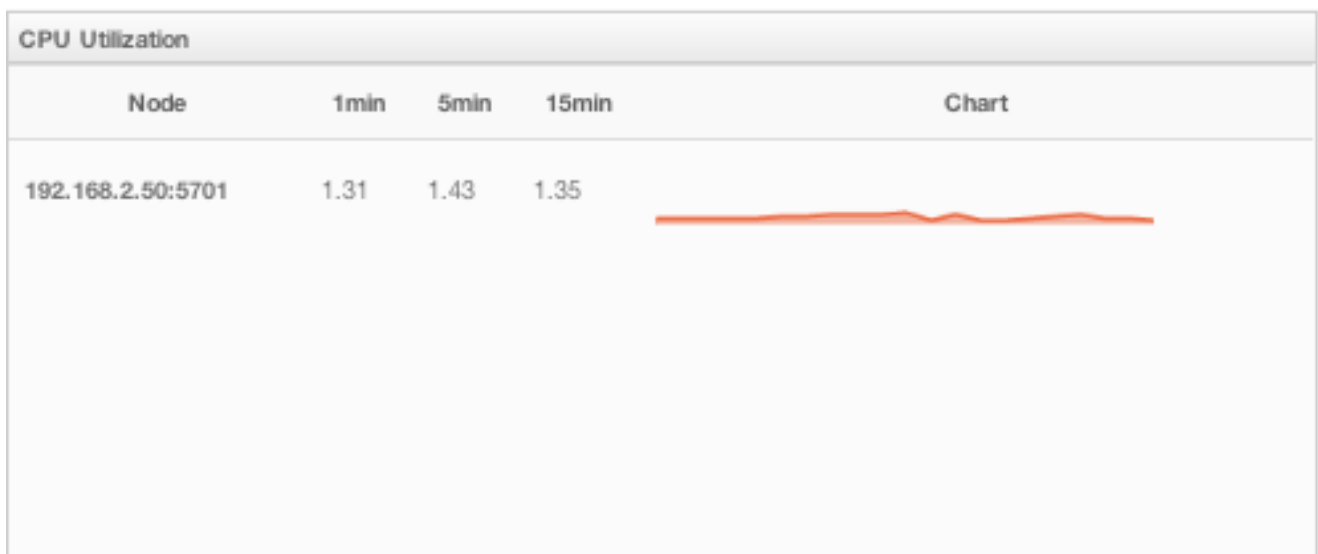 CPU Utilization
Node 1min 5min 15min Chart
192.168.2.50:5701 1.31 1.43 1.35